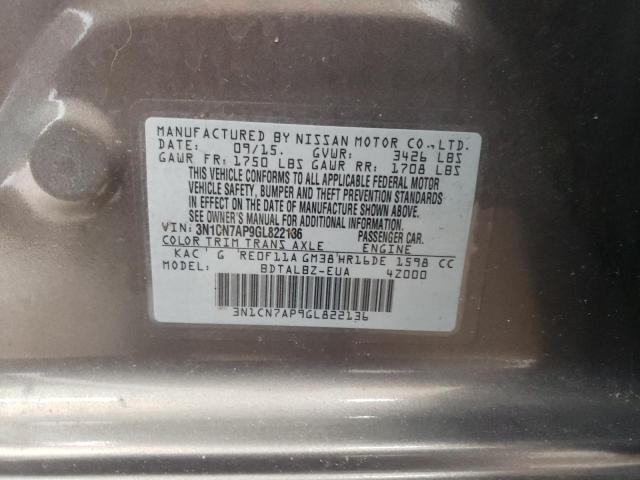 MANUFACTURED BY NISSAN MOTOR CO., LTD.
DATE: 09/15. GVWR: 3426 LBS
GAWR FR: 1750 LBS GAWR RR: 1708 LBS
THIS VEHICLE CONFORMS TO ALL APPLICABLE FEDERAL MOTOR
VEHICLE SAFETY, BUMPER AND THEFT PREVENTION STANDARDS
IN EFFECT ON THE DATE OF MANUFACTURE SHOWN ABOVE.
SEE OWNER'S MANUAL FOR ADDITIONAL INFORMATION.
VIN: 3N1CN7AP9GL822136 PASSENGER CAR.
COLOR TRIM TRANS AXLE ENGINE
KAC G RE0F11A GM38 HR16DE 1598 CC
MODEL: BDTALBZ-EUA 4Z000
3N1CN7AP9GL822136